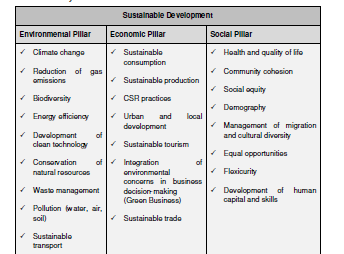 Sustainable Development
Environmental Pillar
✓ Climate change
✓ Reduction of gas
emissions
✓ Biodiversity
✓ Energy efficiency
✓ Development of
clean technology
✓ Conservation of
natural resources
✓ Waste management
✓ Pollution (water, air,
soil)
✓ Sustainable
transport
Economic Pillar
✓ Sustainable
consumption
✓ Sustainable production
✓ CSR practices
✓ Urban and local
development
✓ Sustainable tourism
✓ Integration of
environmental
concerns in business
decision-making
(Green Business)
✓ Sustainable trade
Social Pillar
✓ Health and quality of life
✓ Community cohesion
✓ Social equity
✓ Demography
✓ Management of migration
and cultural diversity
✓ Equal opportunities
✓ Flexicurity
✓ Development of human
capital and skills